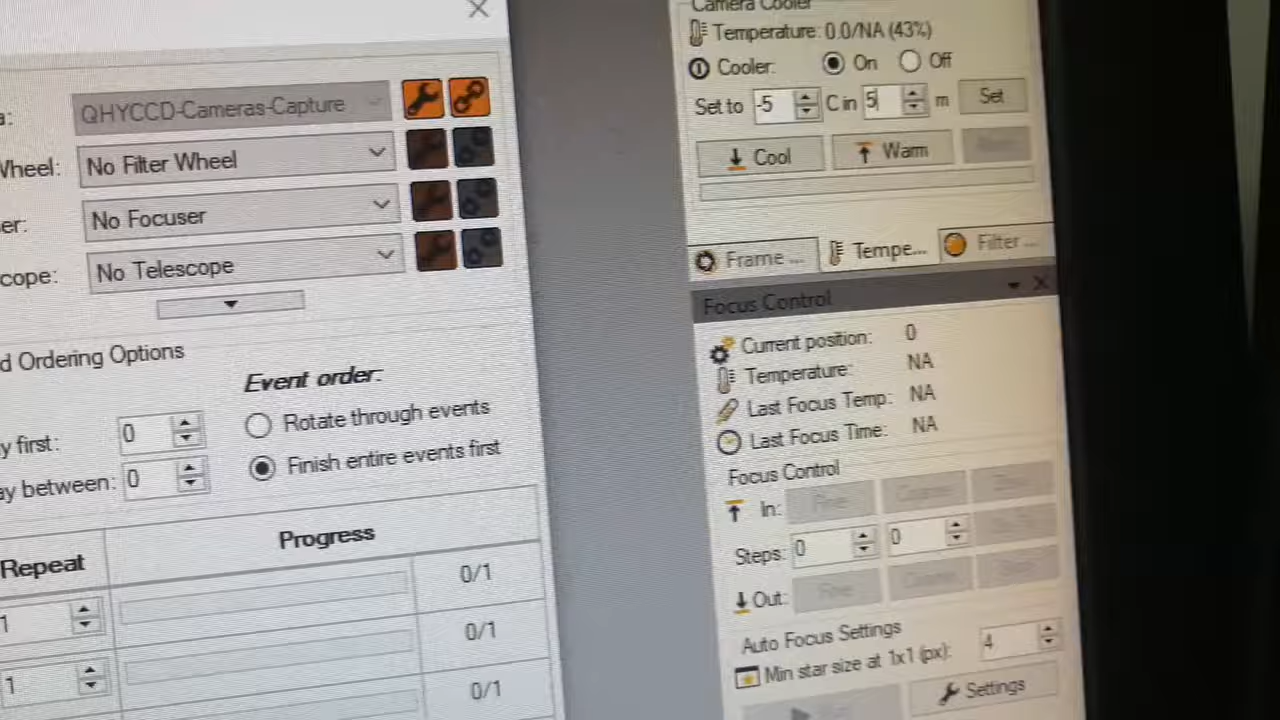 Camera Cooler
Temperature: 0.0/NA (43%)
Cooler: On Off
Set to -5 C in 5 m Set
Cool Warm
Frame ... Tempe... Filter ...
Focus Control
Current position: 0
Temperature: NA
Last Focus Temp: NA
Last Focus Time: NA
Focus Control
In:
Steps: 0 0
Out:
Auto Focus Settings
Min star size at 1x1 (px): 4
Settings
a:
QHYCCD-Cameras-Capture
Wheel: No Filter Wheel
er: No Focuser
cope: No Telescope
d Ordering Options
Event order:
y first: 0 Rotate through events
ay between: 0 Finish entire events first
Repeat Progress
1 0/1
1 0/1
0/1